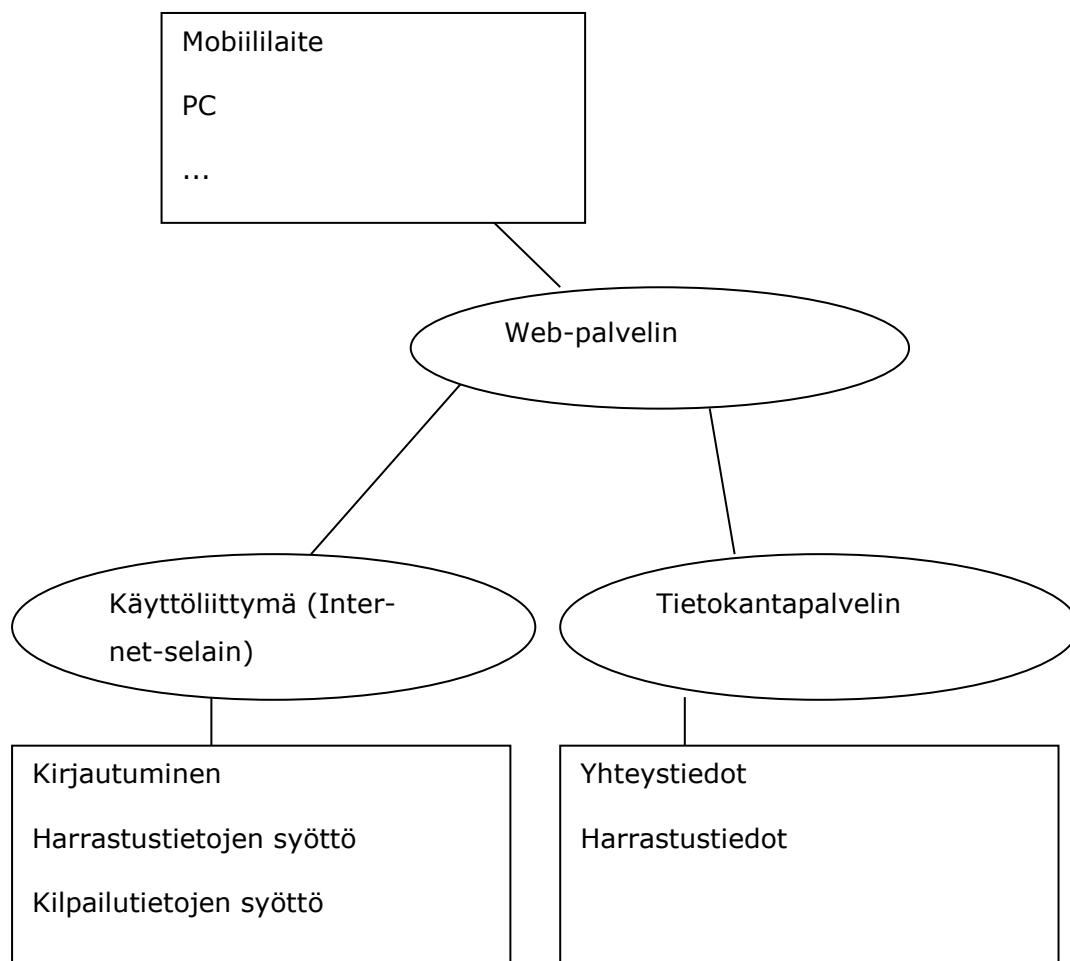 Mobiililaite
PC
...
Web-palvelin
Käyttöliittymä (Inter-
net-selain)
Tietokantapalvelin
Kirjautuminen
Harrastustietojen syöttö
Kilpailutietojen syöttö
Yhteystiedot
Harrastustiedot